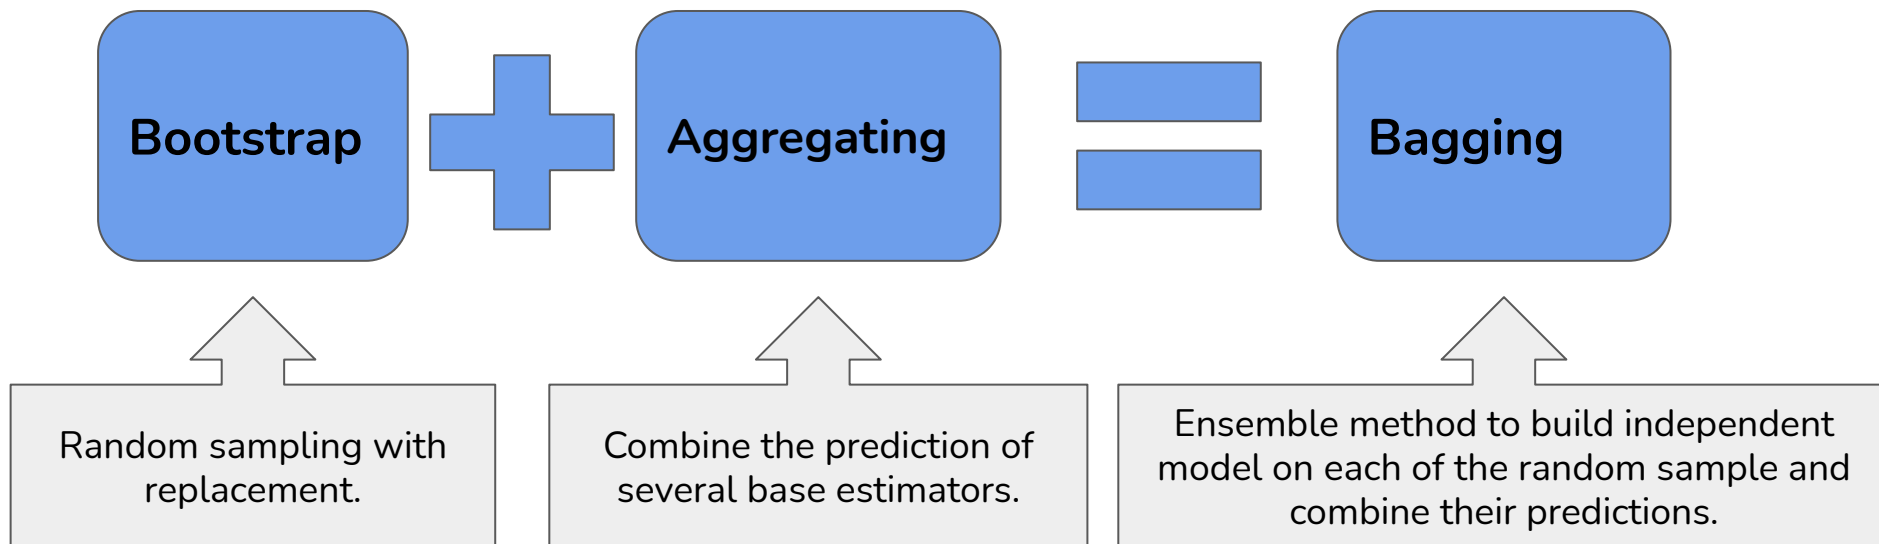 Bootstrap
Aggregating
Bagging
Random sampling with
replacement.
Combine the prediction of
several base estimators.
Ensemble method to build independent
model on each of the random sample and
combine their predictions.